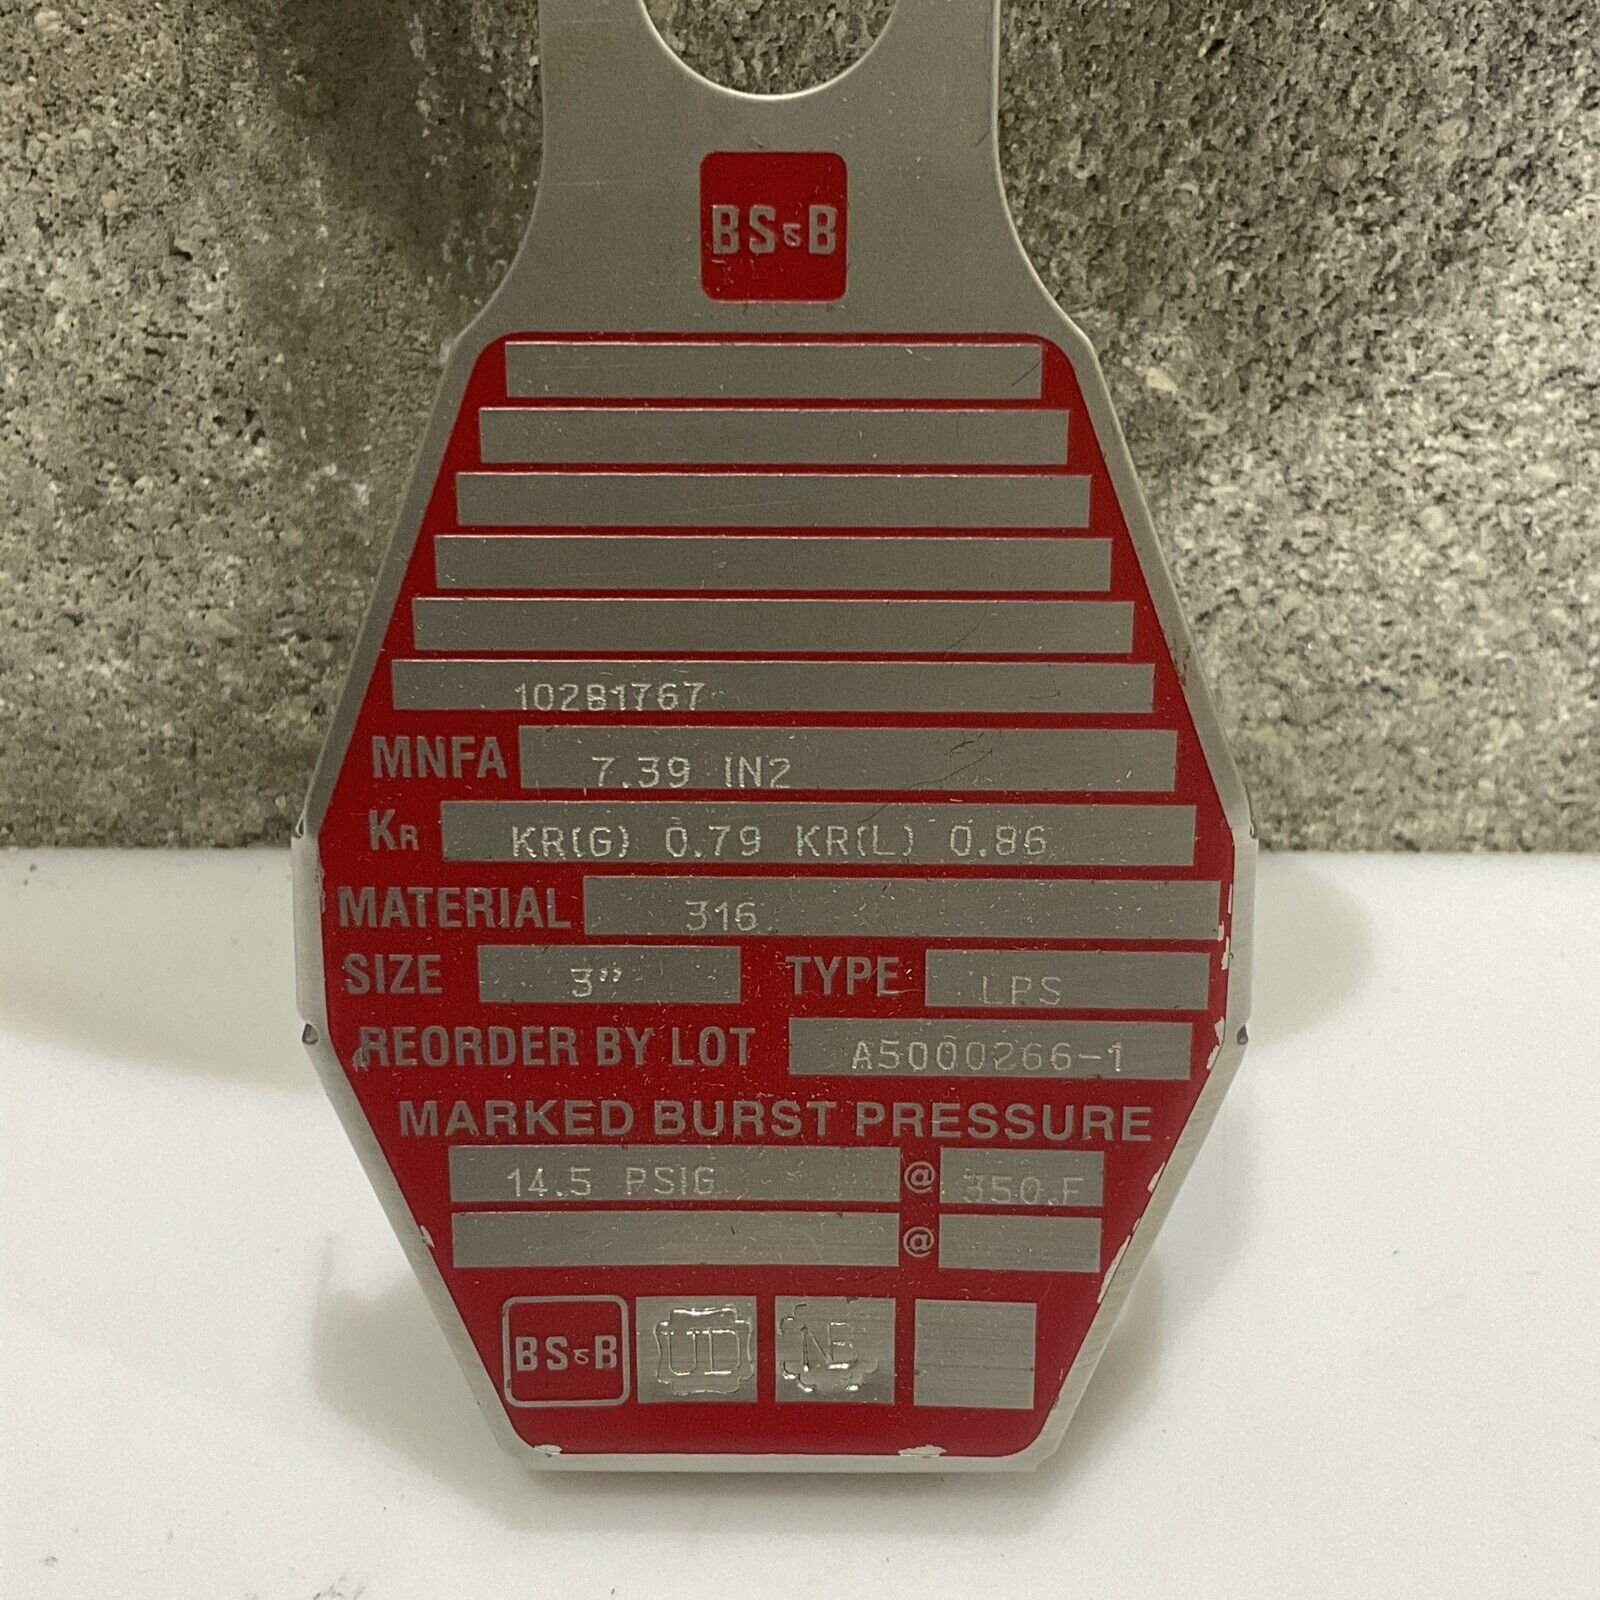 BS&B
10281767
MNFA 7.39 IN2
KR KR(G) 0.79 KR(L) 0.86
MATERIAL 316
SIZE 3" TYPE LPS
REORDER BY LOT A5000266-1
MARKED BURST PRESSURE
14.5 PSIG @ 350.F
@
BS&B UD NB